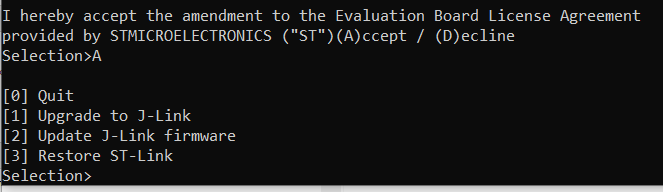 I hereby accept the amendment to the Evaluation Board License Agreement
provided by STMICROELECTRONICS ("ST")(A)ccept / (D)ecline
Selection>A
[0] Quit
[1] Upgrade to J-Link
[2] Update J-Link firmware
[3] Restore ST-Link
Selection>